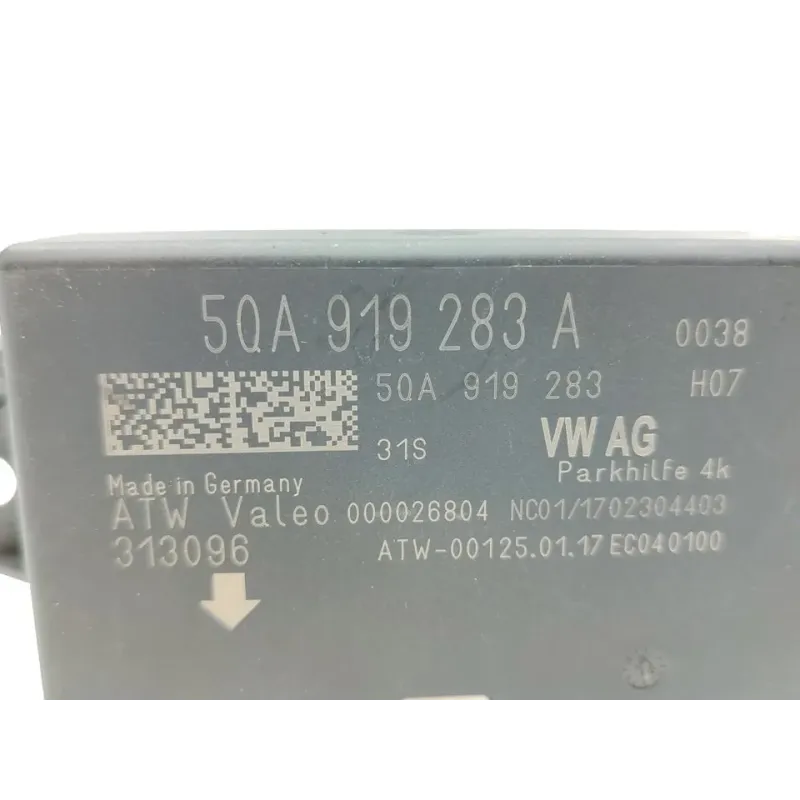 5QA 919 283 A 0038
5QA 919 283 H07
31S VW AG
Parkhilfe 4k
Made in Germany
ATW Valeo 000026804 NC01/1702304403
313096 ATW-00125.01.17 EC040100